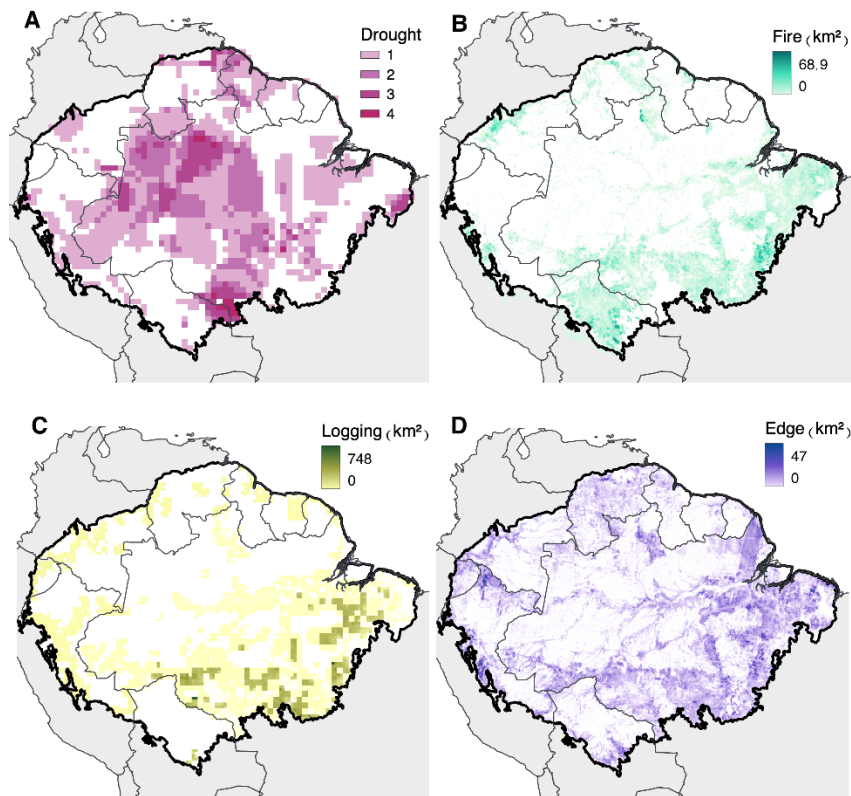 A
Drought
1
2
3
4
B
Fire (km²)
68.9
0
C
Logging (km²)
748
0
D
Edge (km²)
47
0